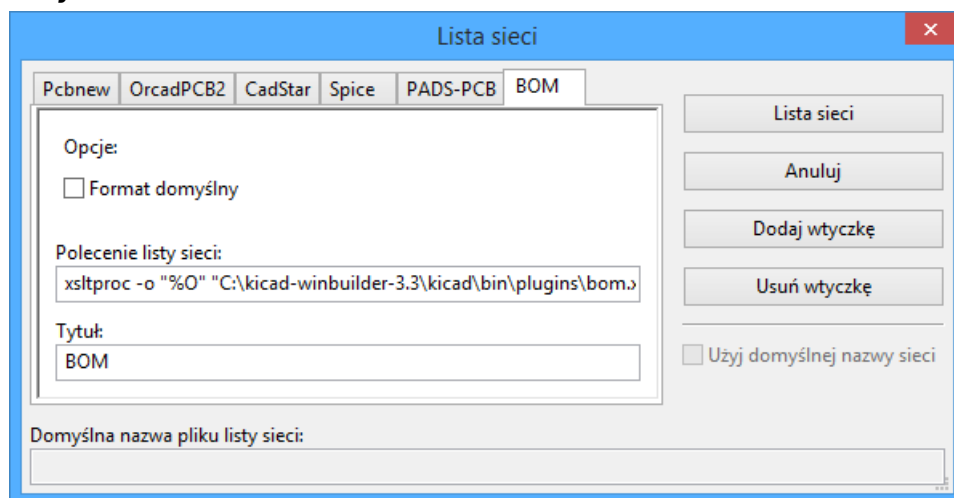 Lista sieci
Pcbnew OrcadPCB2 CadStar Spice PADS-PCB BOM
Opcje:
Format domyślny
Polecenie listy sieci:
xsltproc -o "%O" "C:\kicad-winbuilder-3.3\kicad\bin\plugins\bom.x
Tytuł:
BOM
Lista sieci
Anuluj
Dodaj wtyczkę
Usuń wtyczkę
Użyj domyślnej nazwy sieci
Domyślna nazwa pliku listy sieci: